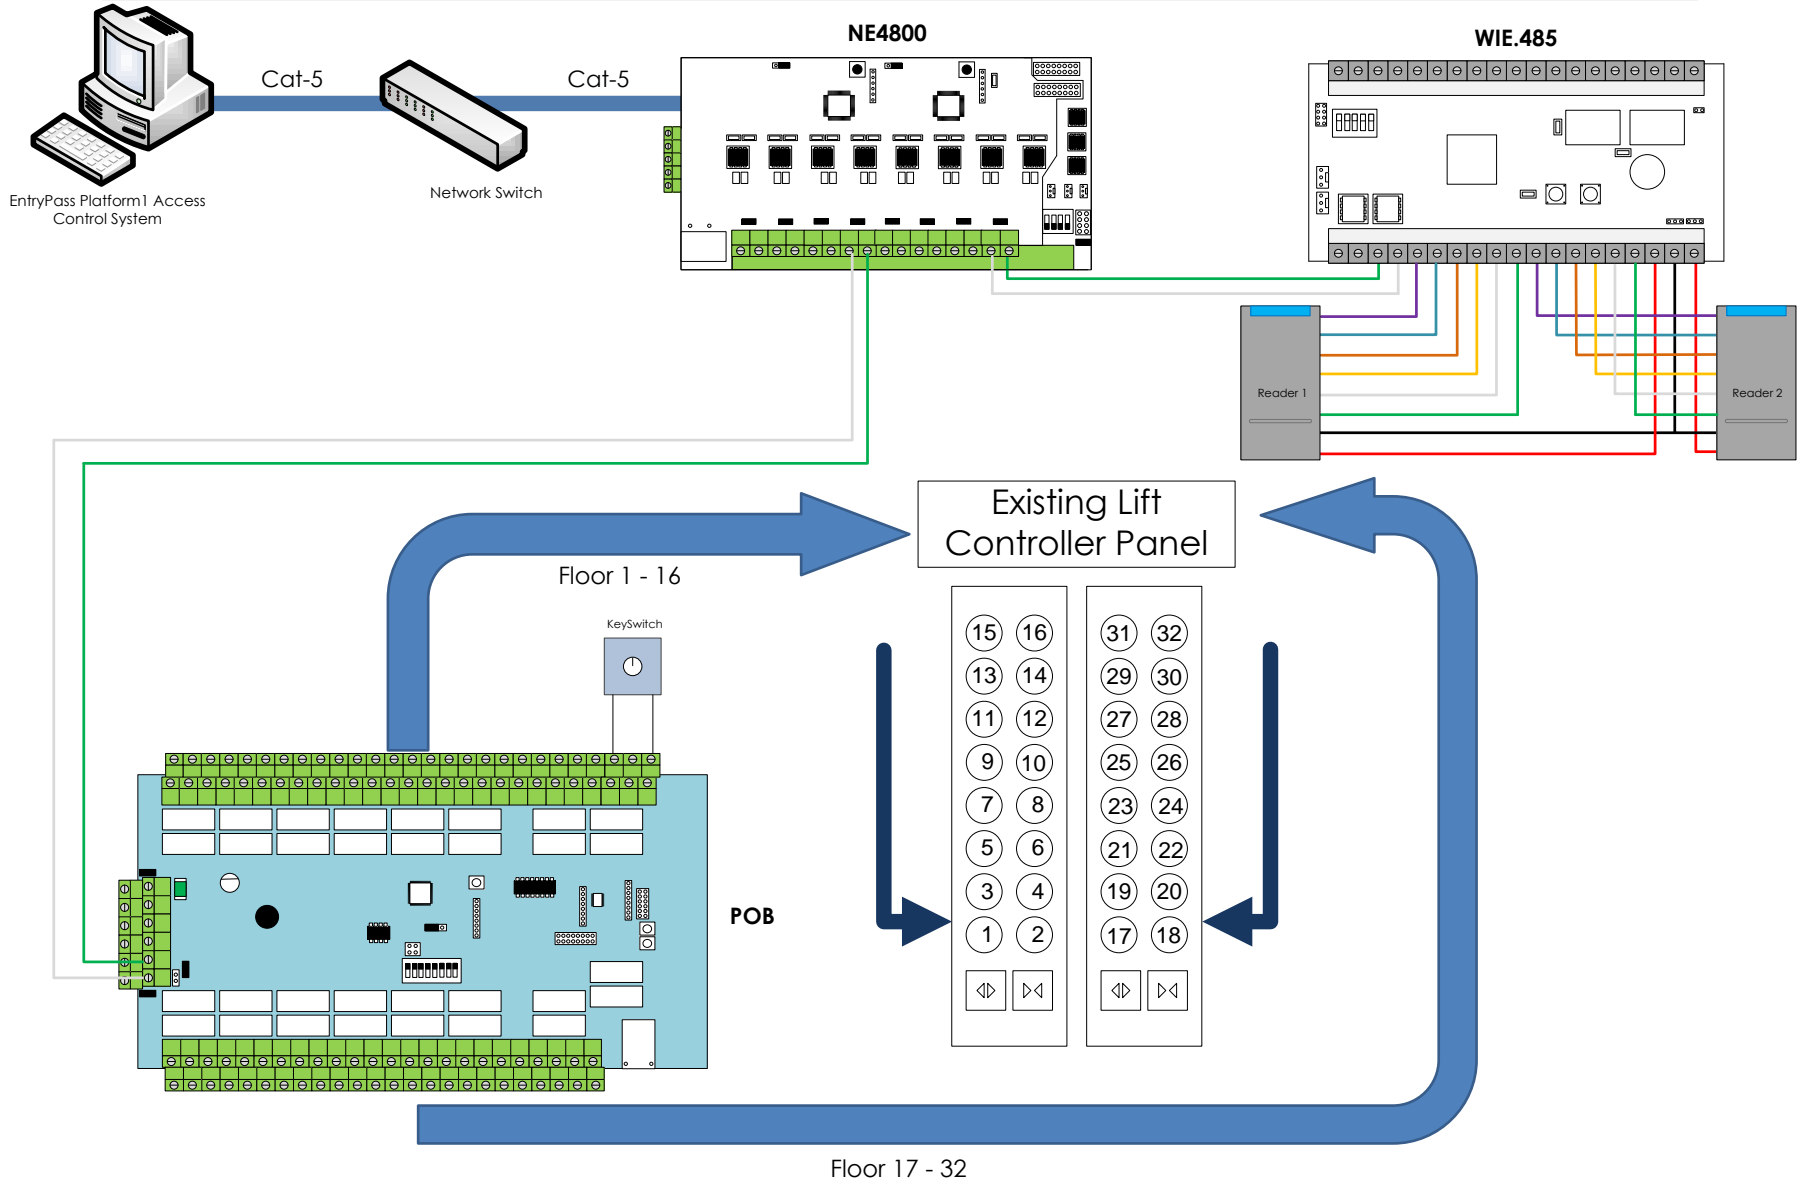 NE4800
WIE.485
Cat-5
Cat-5
EntryPass Platform1 Access
Control System
Network Switch
Reader 1
Reader 2
Existing Lift
Controller Panel
Floor 1 - 16
KeySwitch
15 16 31 32
13 14 29 30
11 12 27 28
9 10 25 26
7 8 23 24
5 6 21 22
3 4 19 20
1 2 17 18
POB
Floor 17 - 32